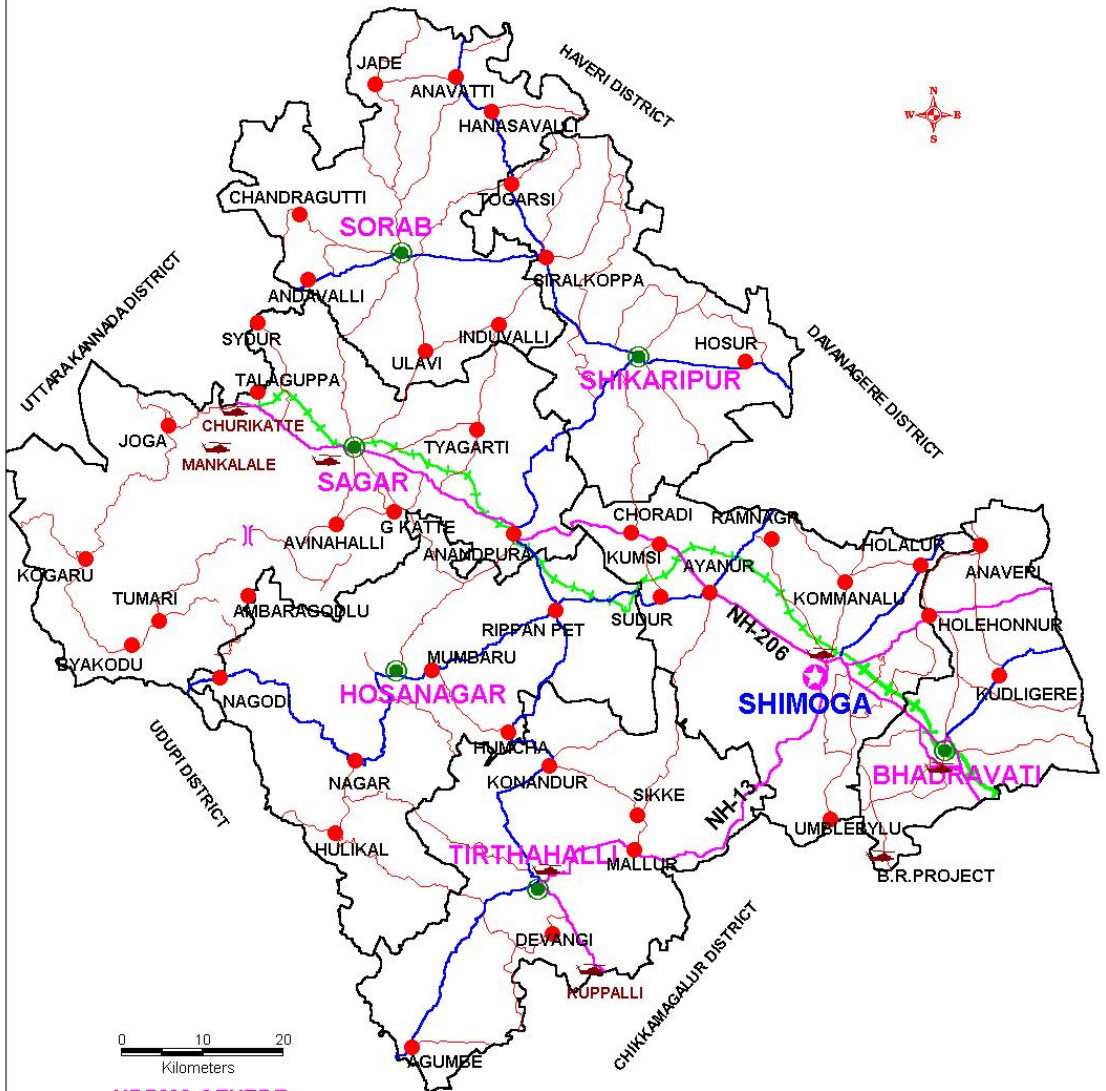 JADE
ANAVATTI
HAVERI DISTRICT
N
W
E
S
HANASAVALLI
CHANDRAGUTTI
TOGARSI
SORAB
SIRALKOPPA
ANDAVALLI
UTTARA KANNADA DISTRICT
SYDUR
INDUVALLI
ULAVI
HOSUR
DAVANAGERE DISTRICT
SHIKARIPUR
TALAGUPPA
CHURIKATTE
JOGA
MANKALALE
TYAGARTI
SAGAR
G KATTE
AVINAHALLI
ANANDPURA
CHORADI
RAMNAGR
KUMSI
HOLALUR
ANAVERI
AYANUR
KOMMANALU
KOGARU
TUMARI
AMBARAGODLU
RIPPAN PET
SUDUR
HOLEHONNUR
NH-206
BYAKODU
MUMBARU
HOSANAGAR
NAGODI
KUDLIGERE
SHIMOGA
UDUPI DISTRICT
HUMCHA
BHADRAVATI
NAGAR
KONANDUR
SIKKE
NH-13
UMBLEBYLU
HULIKAL
TIRTHAHALLI
MALLUR
B.R.PROJECT
DEVANGI
CHIKKAMAGALUR DISTRICT
KUPPALLI
0 10 20
Kilometers
AGUMBE